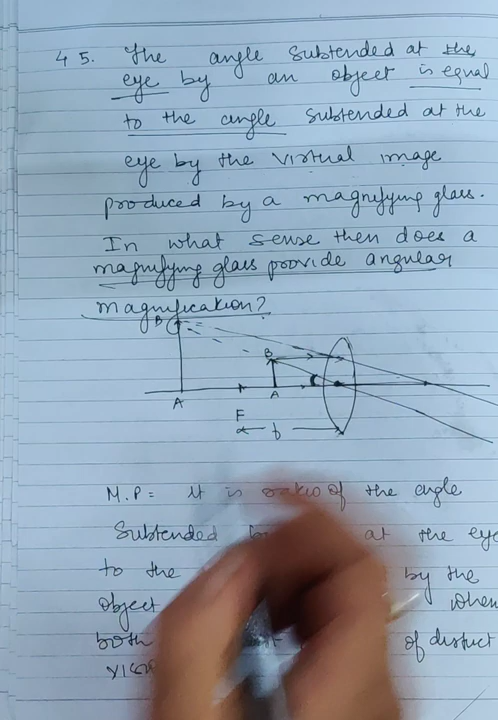 45. The angle subtended at the
eye by an object is equal
to the angle subtended at the
eye by the virtual image
produced by a magnifying glass.
In what sense then does a
magnifying glass provide angular
magnification?
B'
B
A'
A
F
f
M.P = It is ratio of the angle
Subtended at the eye
to the by the
object when
both of distict